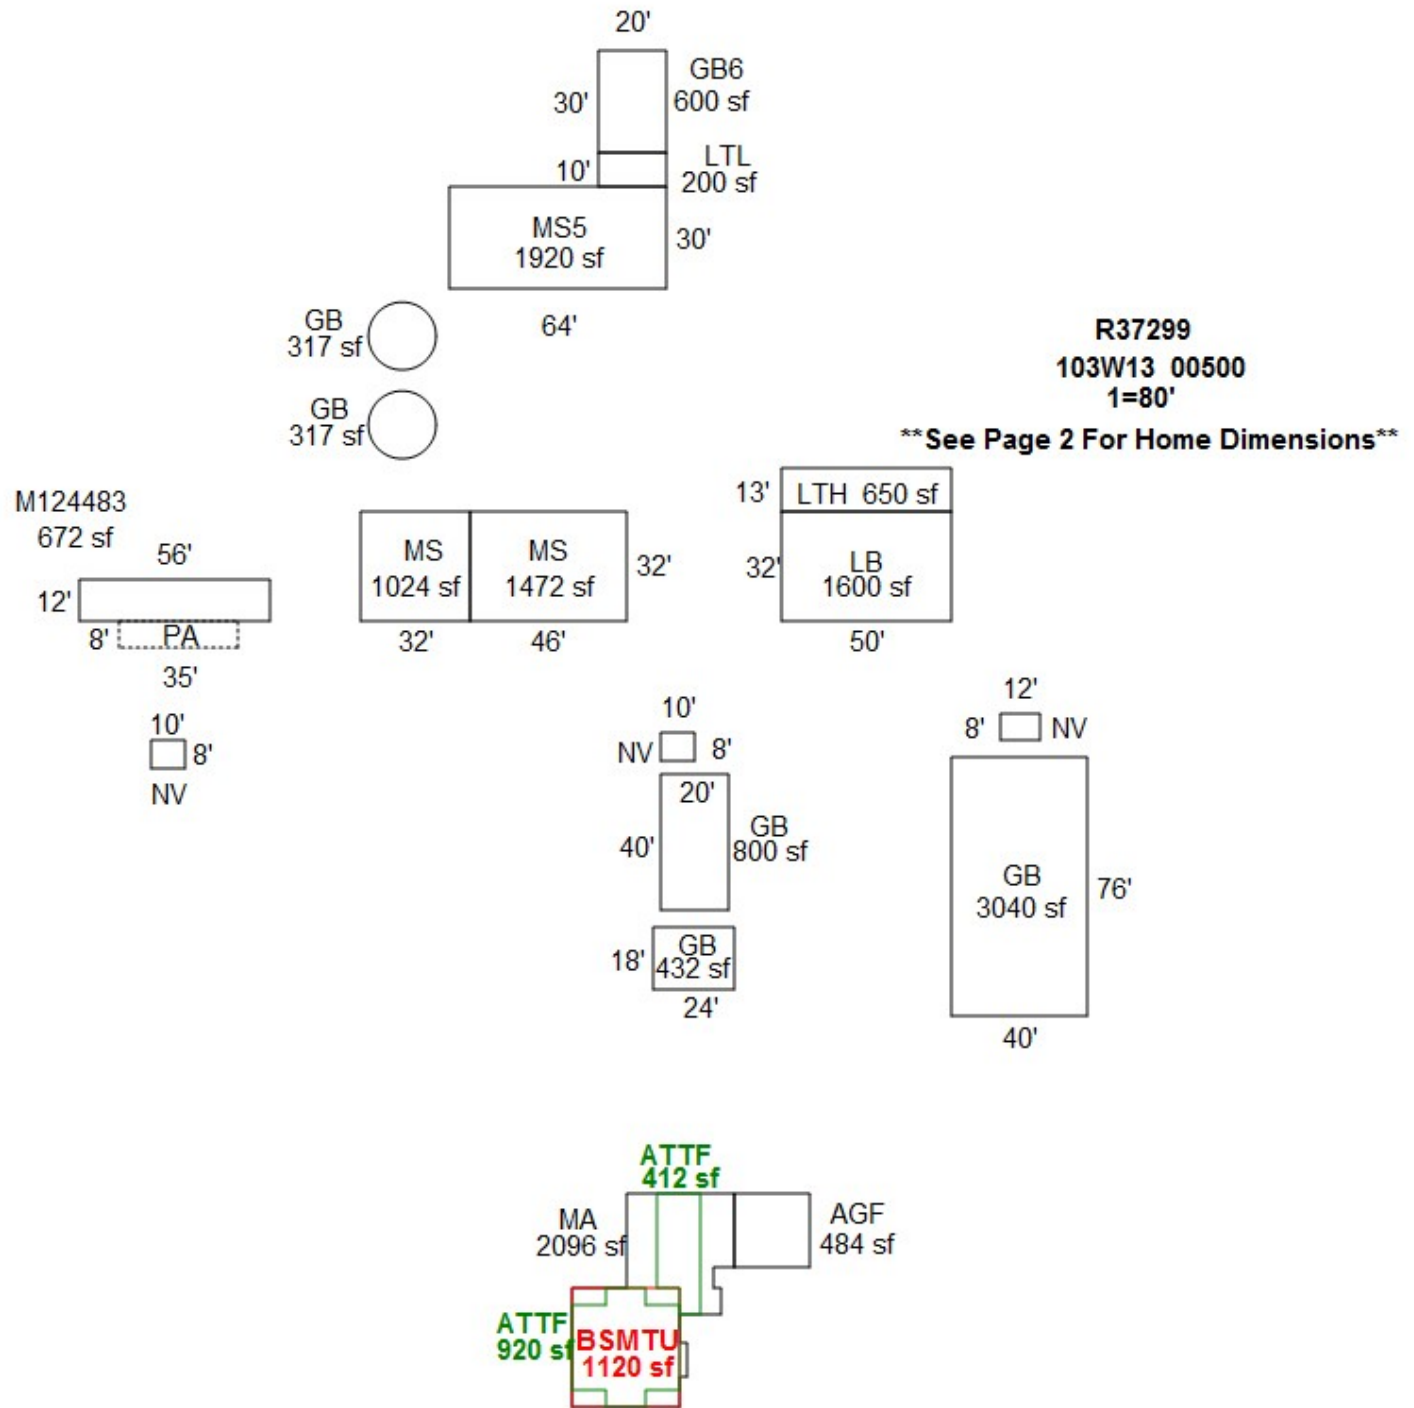 20'
GB6
30'
600 sf
LTL
10'
200 sf
MS5
1920 sf
30'
64'
GB
317 sf
GB
317 sf
R37299
103W13 00500
1=80'
**See Page 2 For Home Dimensions**
M124483
672 sf
56'
12'
8'
PA
35'
10'
8'
NV
MS
1024 sf
32'
MS
1472 sf
46'
32'
13'
LTH 650 sf
32'
LB
1600 sf
50'
10'
NV
8'
20'
40'
GB
800 sf
18'
GB
432 sf
24'
12'
8'
NV
GB
3040 sf
76'
40'
ATTF
412 sf
MA
2096 sf
AGF
484 sf
ATTF
920 sf
BSMTU
1120 sf